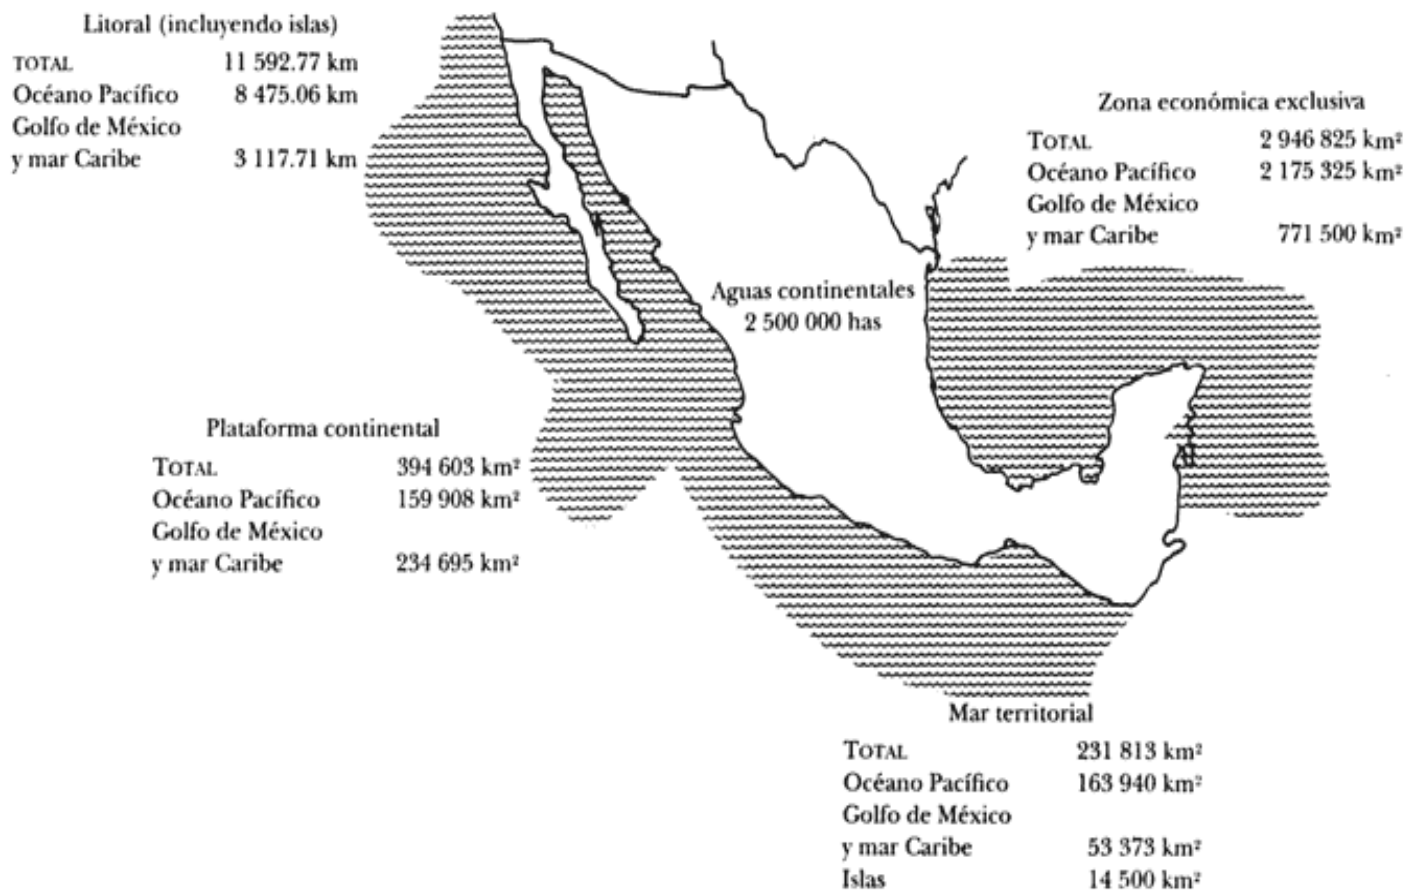 Litoral (incluyendo islas)
TOTAL 11 592.77 km
Océano Pacífico 8 475.06 km
Golfo de México
y mar Caribe 3 117.71 km
Zona económica exclusiva
TOTAL 2 946 825 km²
Océano Pacífico 2 175 325 km²
Golfo de México
y mar Caribe 771 500 km²
Aguas continentales
2 500 000 has
Plataforma continental
TOTAL 394 603 km²
Océano Pacífico 159 908 km²
Golfo de México
y mar Caribe 234 695 km²
Mar territorial
TOTAL 231 813 km²
Océano Pacífico 163 940 km²
Golfo de México
y mar Caribe 53 373 km²
Islas 14 500 km²